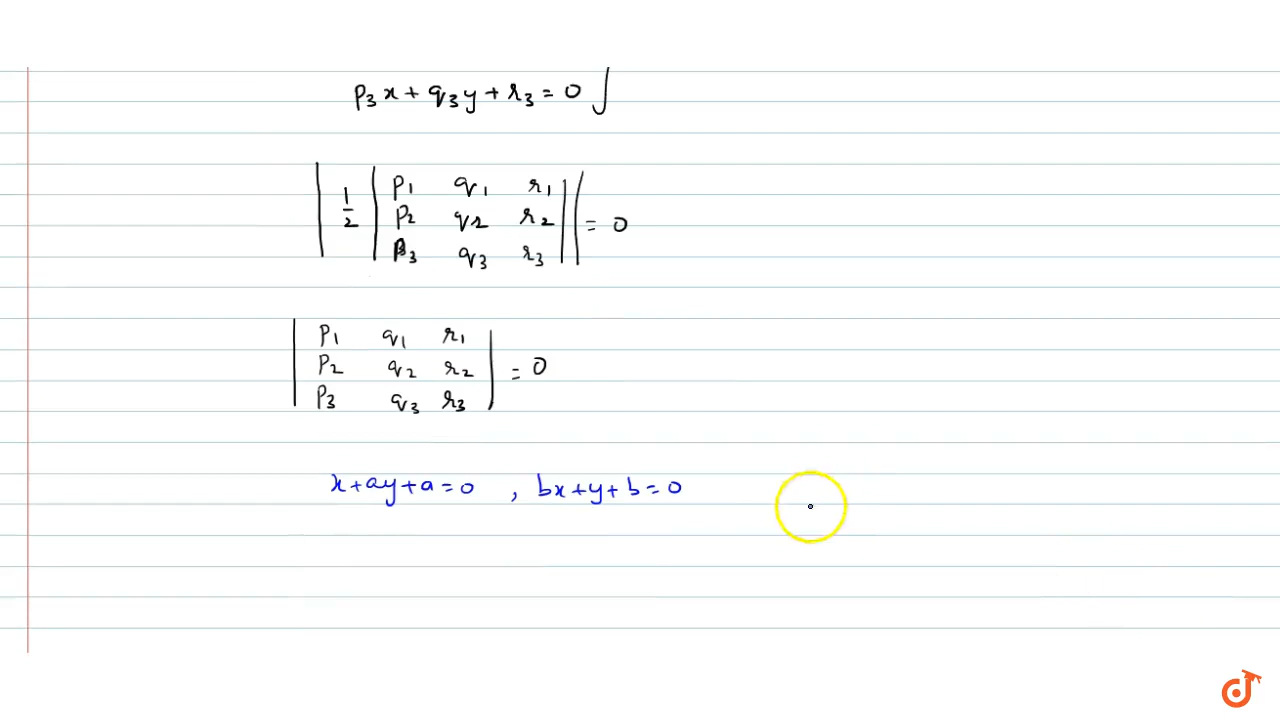 p₃x + q₃y + r₃ = 0 ⌡
| 1/2 | p₁ q₁ r₁ |
p₂ q₂ r₂
p₃ q₃ r₃ | | = 0
| p₁ q₁ r₁ |
p₂ q₂ r₂
p₃ q₃ r₃ | = 0
x + ay + a = 0 , bx + y + b = 0